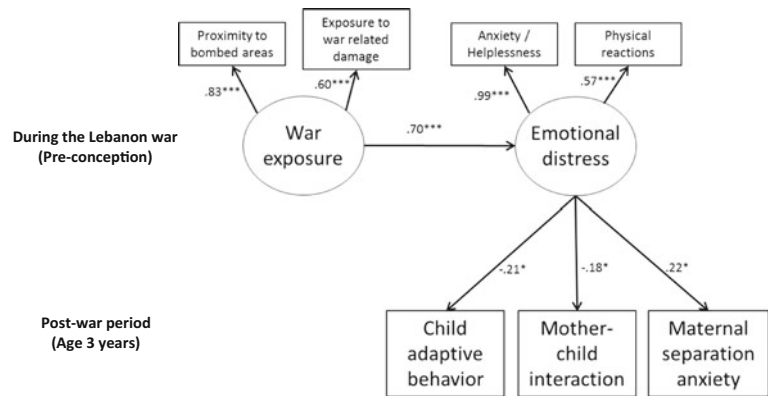 Proximity to
bombed areas
Exposure to
war related
damage
Anxiety /
Helplessness
Physical
reactions
.83***
.60***
.99***
.57***
During the Lebanon war
(Pre-conception)
War
exposure
.70***
Emotional
distress
-.21*
-.18*
.22*
Post-war period
(Age 3 years)
Child
adaptive
behavior
Mother-
child
interaction
Maternal
separation
anxiety